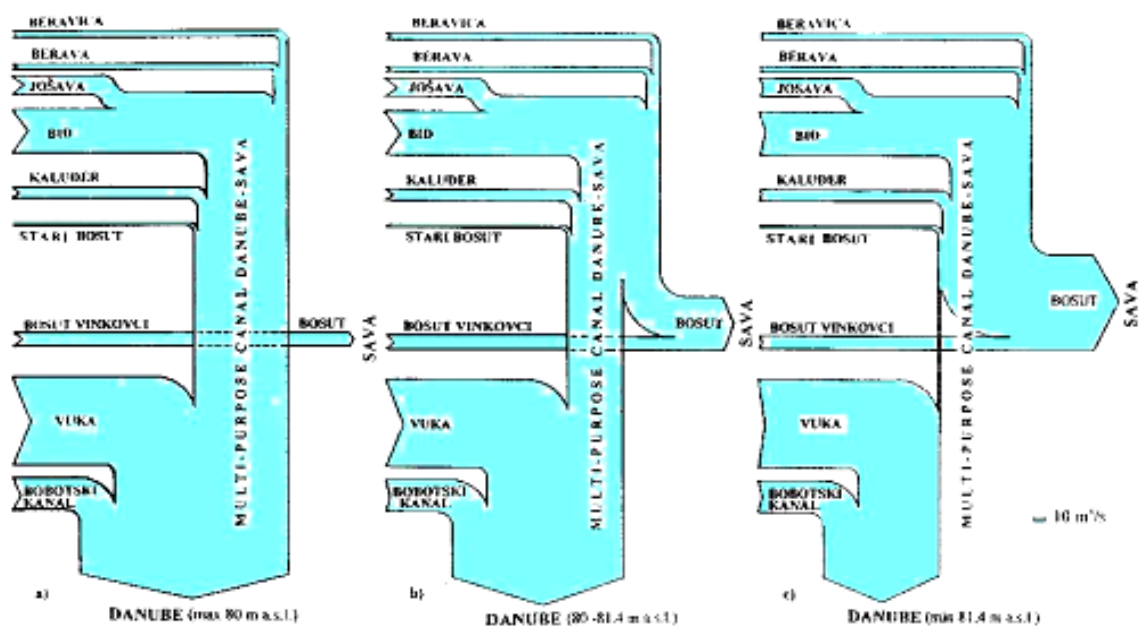 BERAVICA
BERAVA
JOŠAVA
BID
KALUĐER
STARI BOSUT
BOSUT VINKOVCI
BOSUT
SAVA
VUKA
BOBOTSKI
KANAL
MULTI-PURPOSE CANAL DANUBE-SAVA
a)
DANUBE (max 80 m a.s.l.)
BERAVICA
BERAVA
JOŠAVA
BID
KALUĐER
STARI BOSUT
BOSUT VINKOVCI
BOSUT
SAVA
VUKA
BOBOTSKI
KANAL
MULTI-PURPOSE CANAL DANUBE-SAVA
b)
DANUBE (80 -81.4 m a.s.l.)
BERAVICA
BERAVA
JOSAVA
BID
KALUĐER
STARI BOSUT
BOSUT VINKOVCI
BOSUT
SAVA
VUKA
BOBOTSKI
KANAL
MULTI-PURPOSE CANAL DANUBE-SAVA
16 m³/s
c)
DANUBE (min 81.4 m a.s.l.)